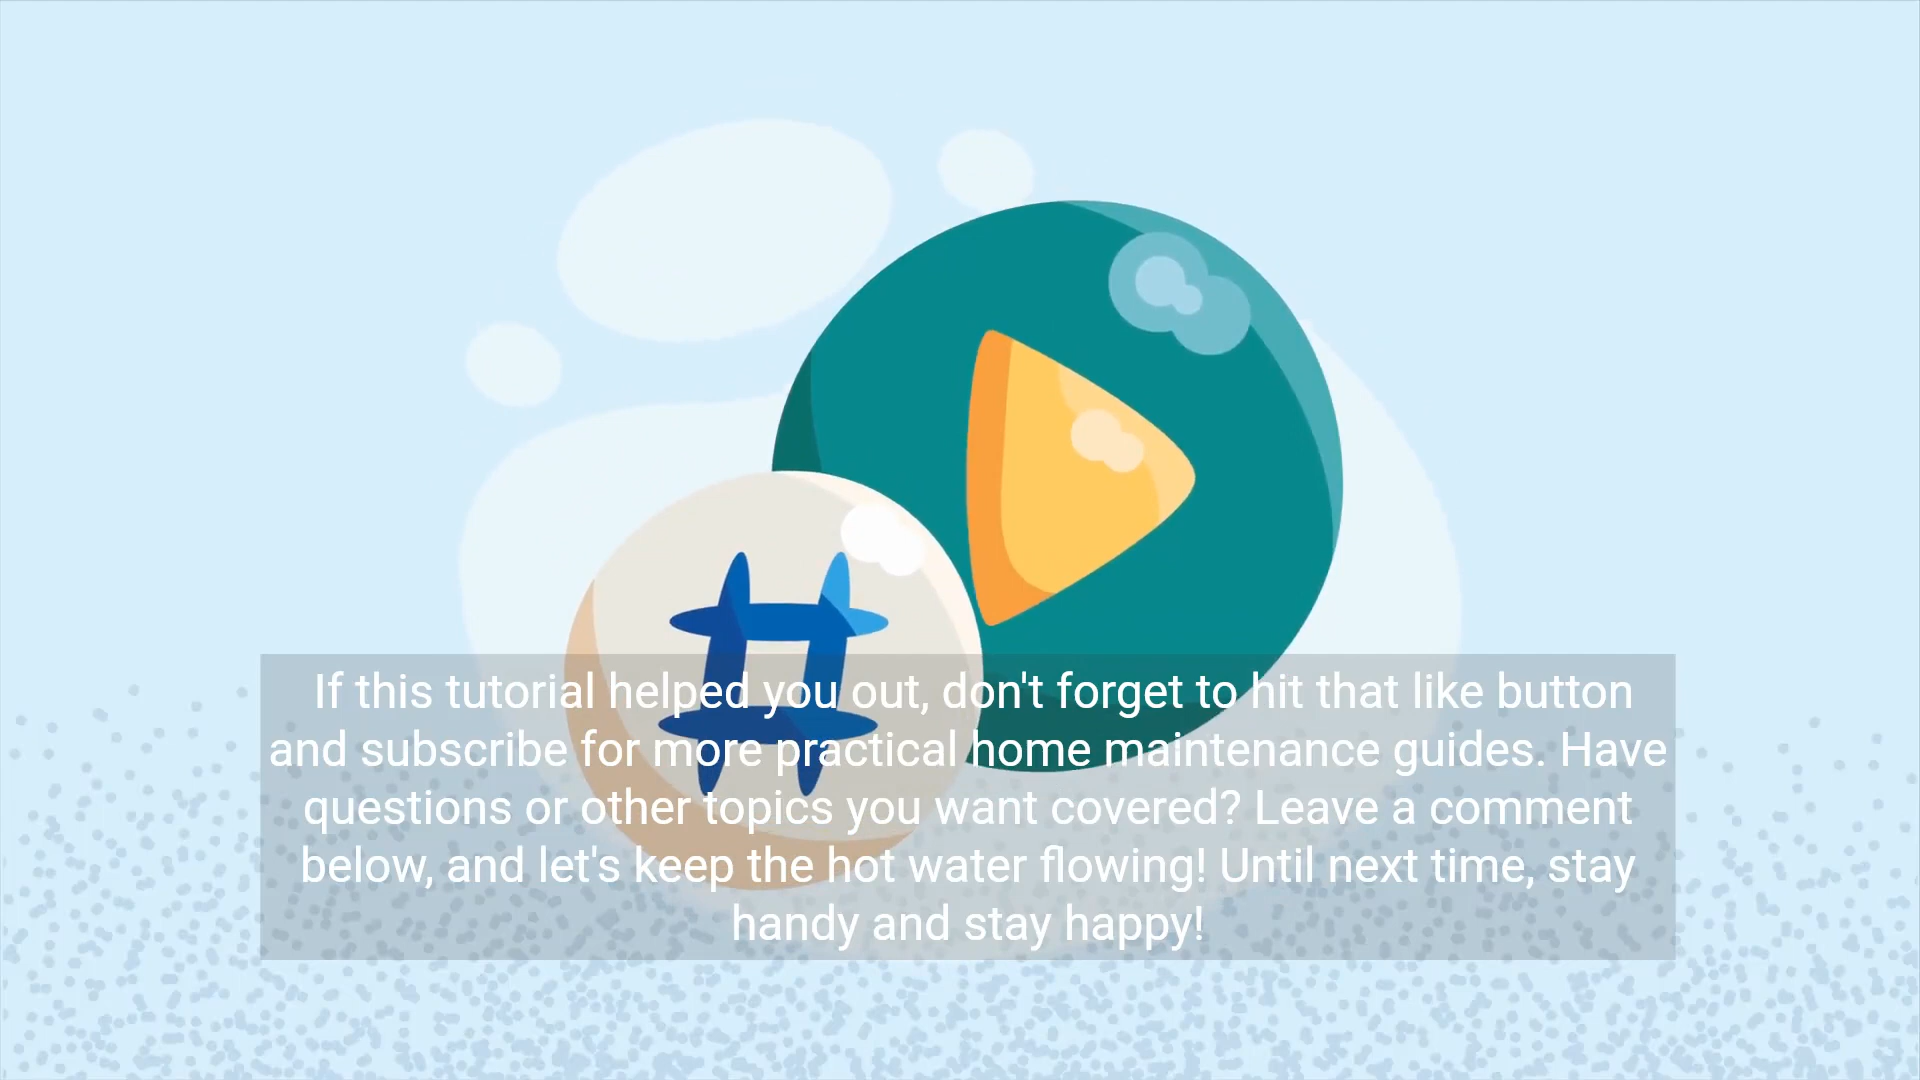 If this tutorial helped you out, don't forget to hit that like button
and subscribe for more practical home maintenance guides. Have
questions or other topics you want covered? Leave a comment
below, and let's keep the hot water flowing! Until next time, stay
handy and stay happy!